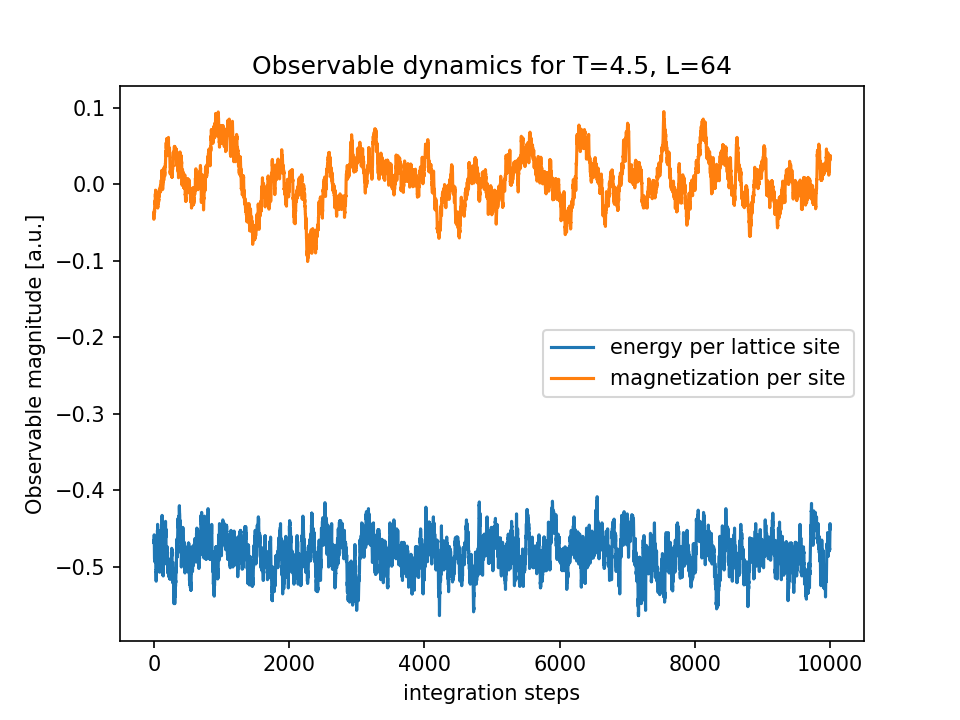 Observable dynamics for T=4.5, L=64
Observable magnitude [a.u.]
0.1
0.0
−0.1
−0.2
−0.3
−0.4
−0.5
energy per lattice site
magnetization per site
0 2000 4000 6000 8000 10000
integration steps